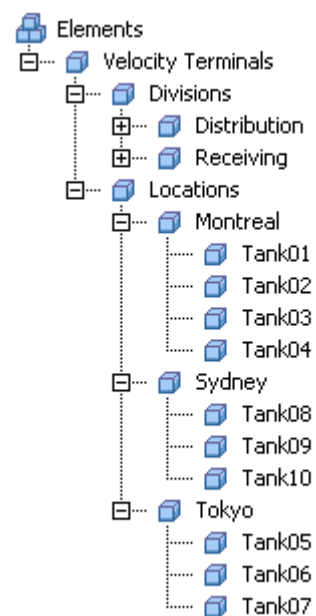 Elements
Velocity Terminals
Divisions
Distribution
Receiving
Locations
Montreal
Tank01
Tank02
Tank03
Tank04
Sydney
Tank08
Tank09
Tank10
Tokyo
Tank05
Tank06
Tank07